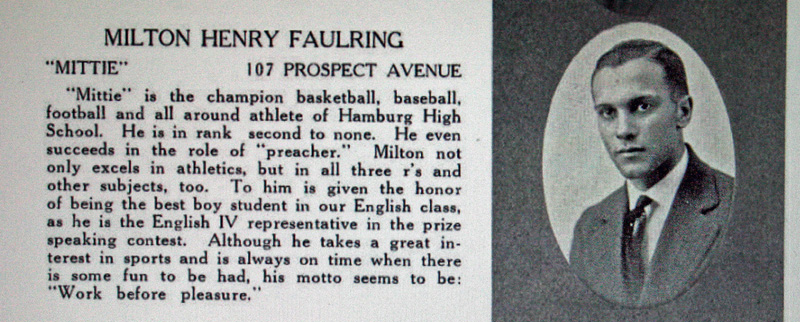 MILTON HENRY FAULRING
"MITTIE" 107 PROSPECT AVENUE
"Mittie" is the champion basketball, baseball,
football and all around athlete of Hamburg High
School. He is in rank second to none. He even
succeeds in the role of "preacher." Milton not
only excels in athletics, but in all three r's and
other subjects, too. To him is given the honor
of being the best boy student in our English class,
as he is the English IV representative in the prize
speaking contest. Although he takes a great in-
terest in sports and is always on time when there
is some fun to be had, his motto seems to be:
"Work before pleasure."